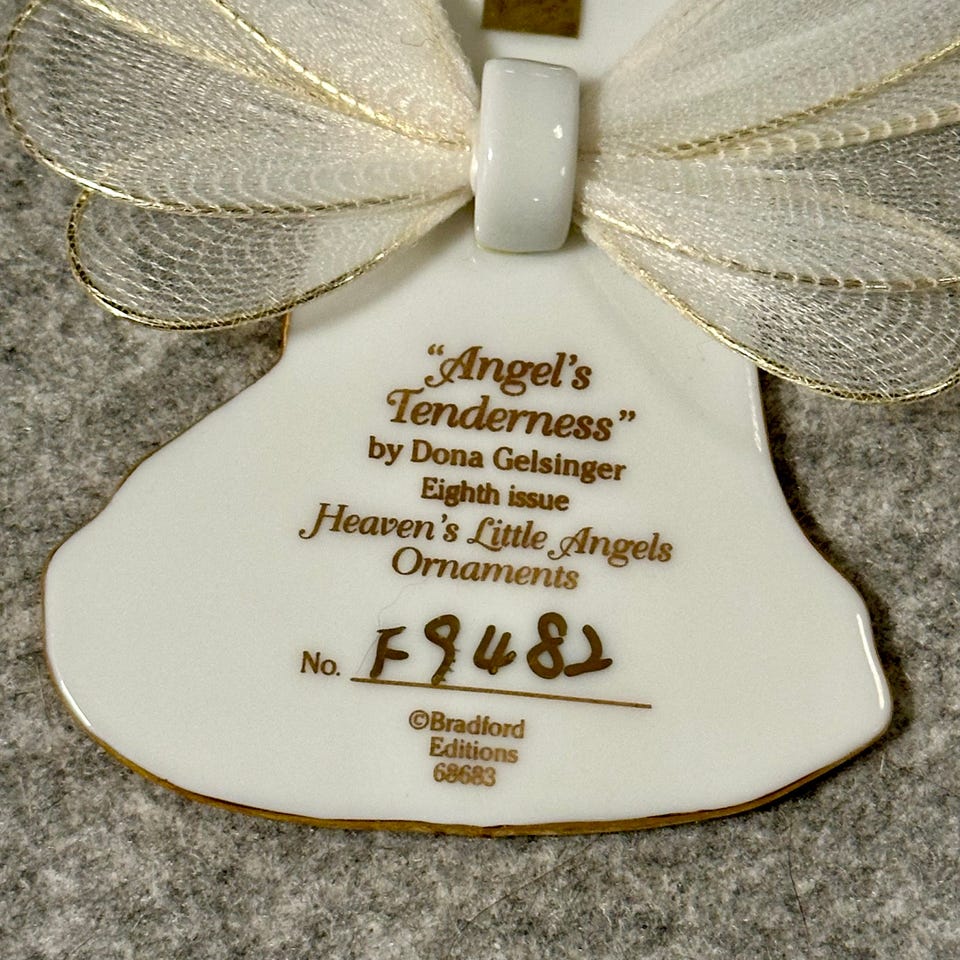 “Angel’s
Tenderness”
by Dona Gelsinger
Eighth issue
Heaven’s Little Angels
Ornaments
No. F9482
©Bradford
Editions
68683